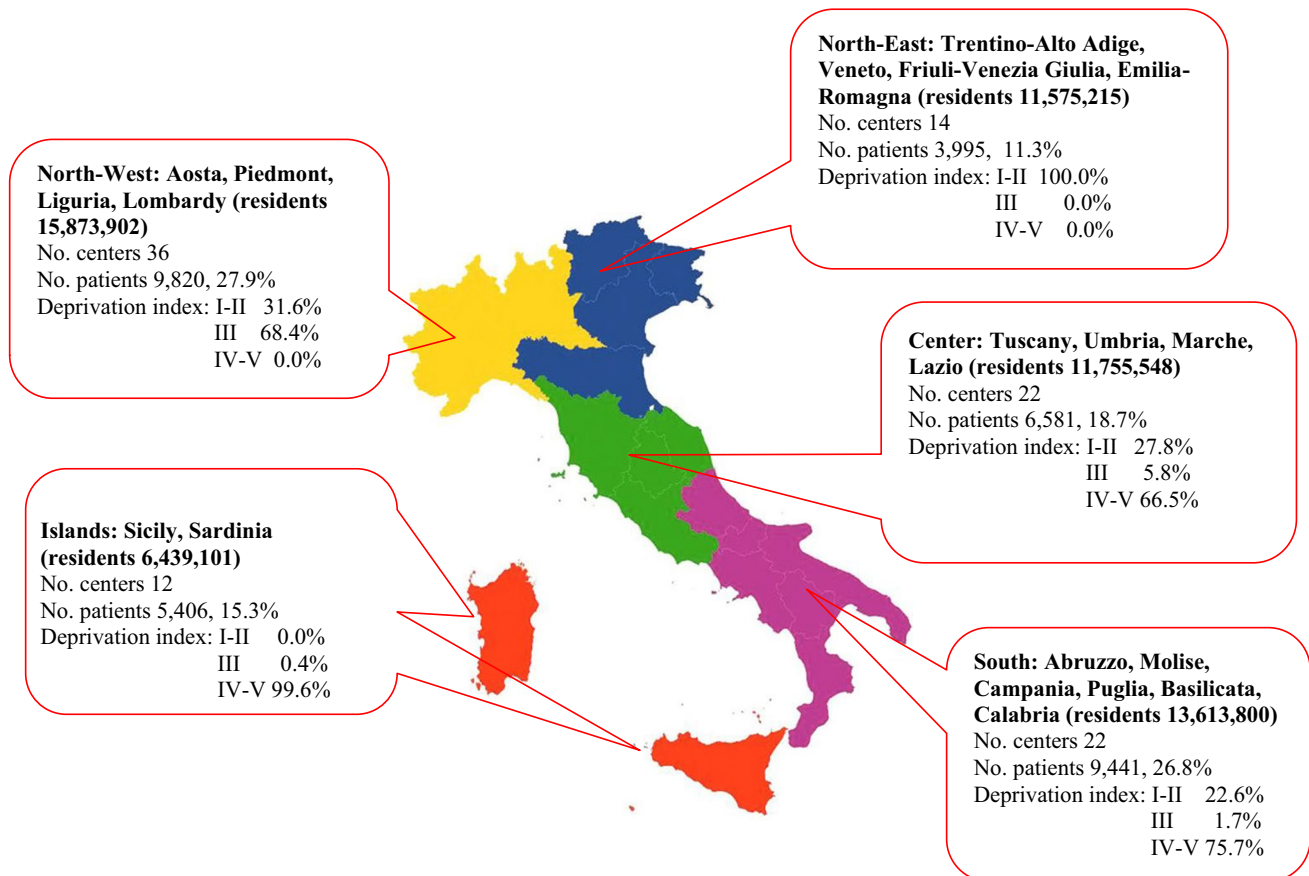 North-East: Trentino-Alto Adige,
Veneto, Friuli-Venezia Giulia, Emilia-
Romagna (residents 11,575,215)
No. centers 14
No. patients 3,995, 11.3%
Deprivation index: I-II 100.0%
III 0.0%
IV-V 0.0%
North-West: Aosta, Piedmont,
Liguria, Lombardy (residents
15,873,902)
No. centers 36
No. patients 9,820, 27.9%
Deprivation index: I-II 31.6%
III 68.4%
IV-V 0.0%
Center: Tuscany, Umbria, Marche,
Lazio (residents 11,755,548)
No. centers 22
No. patients 6,581, 18.7%
Deprivation index: I-II 27.8%
III 5.8%
IV-V 66.5%
Islands: Sicily, Sardinia
(residents 6,439,101)
No. centers 12
No. patients 5,406, 15.3%
Deprivation index: I-II 0.0%
III 0.4%
IV-V 99.6%
South: Abruzzo, Molise,
Campania, Puglia, Basilicata,
Calabria (residents 13,613,800)
No. centers 22
No. patients 9,441, 26.8%
Deprivation index: I-II 22.6%
III 1.7%
IV-V 75.7%